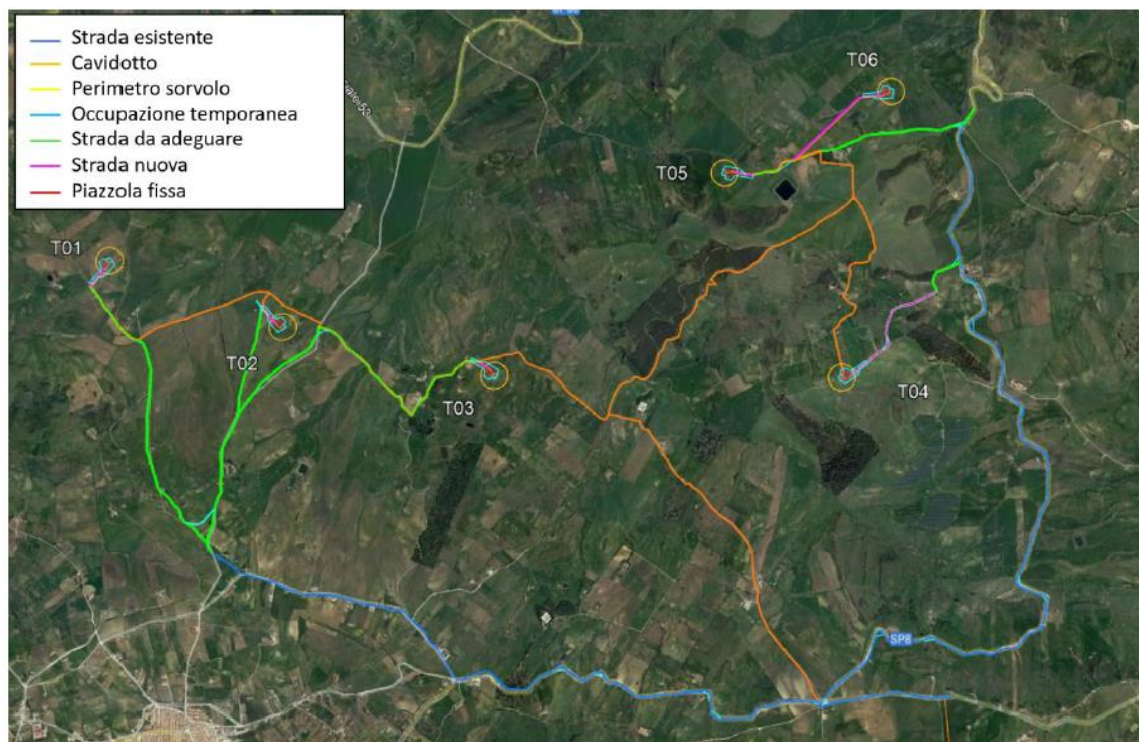 Strada esistente
Cavidotto
Perimetro sorvolo
Occupazione temporanea
Strada da adeguare
Strada nuova
Piazzola fissa
T06
T05
T01
T02
T03
T04
SP8